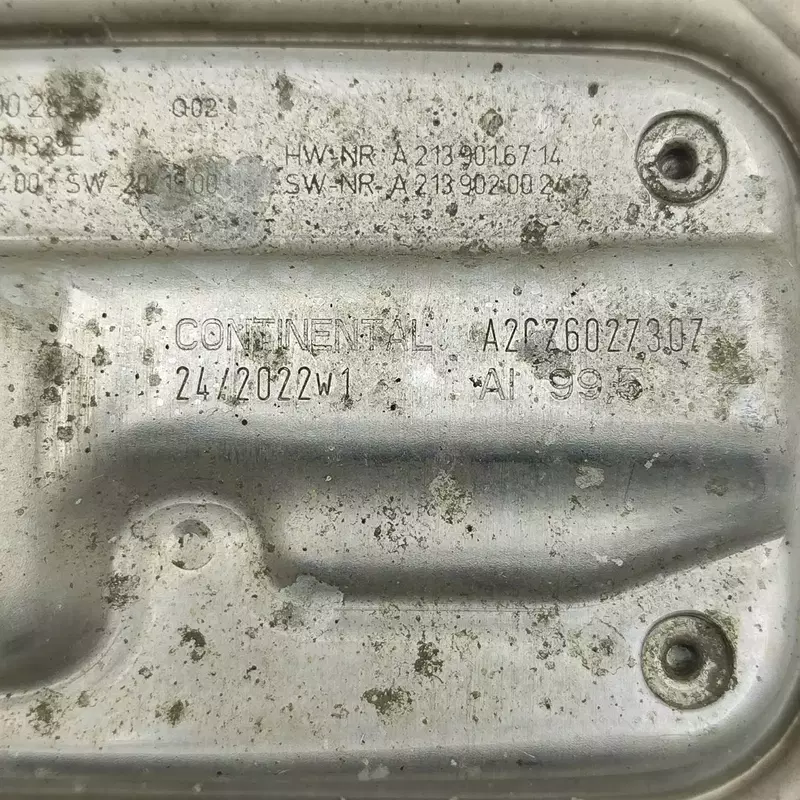 Q02
HW-NR A 213 901 67 14
SW-NR A 213 902 00 24
CONTINENTAL A2CZ6027307
24/2022W1 Al 99,5